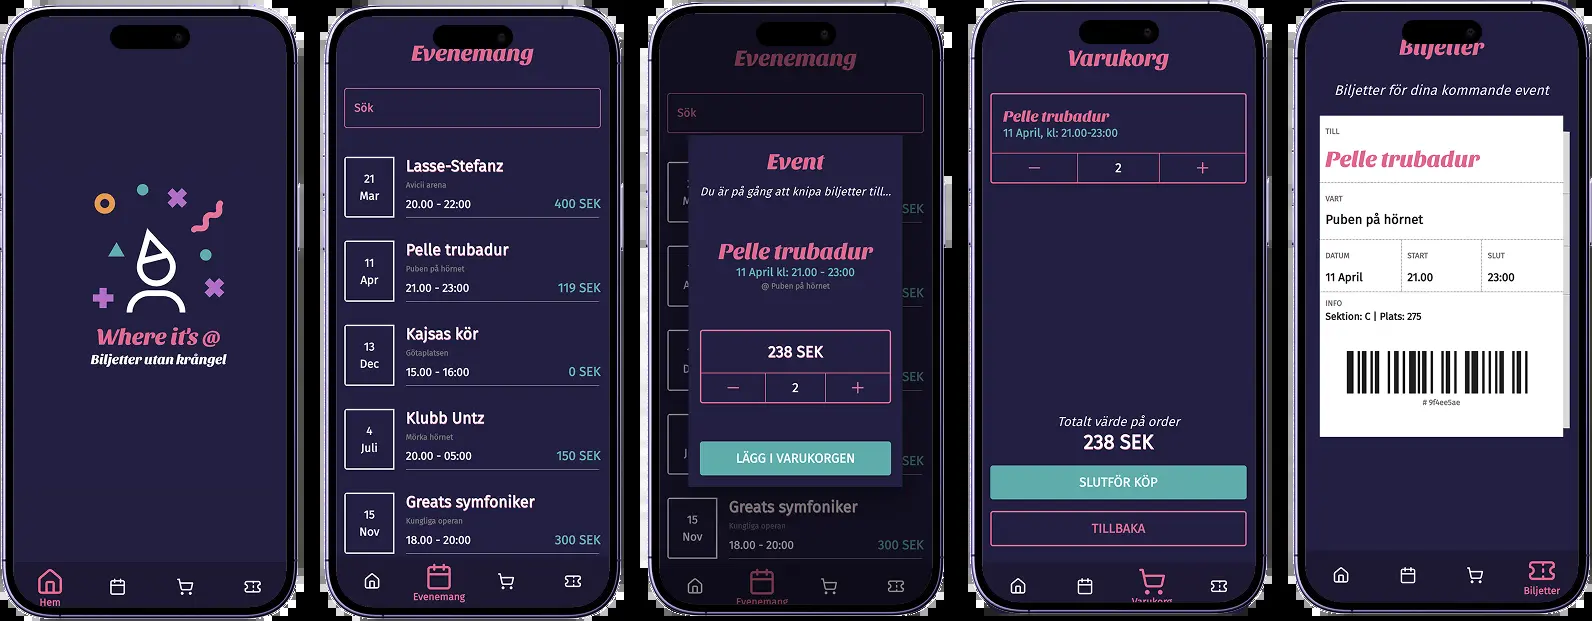 Where it's @
Biljetter utan krångel
Hem
Evenemang
Sök
21
Mar
Lasse-Stefanz
Avicii arena
20.00 - 22:00
400 SEK
11
Apr
Pelle trubadur
Puben på hörnet
21.00 - 23:00
119 SEK
13
Dec
Kajsas kör
Götaplatsen
15.00 - 16:00
0 SEK
4
Juli
Klubb Untz
Mörka hörnet
20.00 - 05:00
150 SEK
15
Nov
Greats symfoniker
Kungliga operan
18.00 - 20:00
300 SEK
Evenemang
Evenemang
Sök
SEK
SEK
SEK
SEK
Event
Du är på gång att knipa biljetter till...
Pelle trubadur
11 April kl: 21.00 - 23:00
@ Puben på hörnet
238 SEK
— 2 +
LÄGG I VARUKORGEN
15
Nov
Greats symfoniker
Kungliga operan
18.00 - 20:00
300 SEK
Evenemang
Varukorg
Pelle trubadur
11 April, kl: 21.00-23:00
— 2 +
Totalt värde på order
238 SEK
SLUTFÖR KÖP
TILLBAKA
Varukorg
Biljetter
Biljetter för dina kommande event
TILL
Pelle trubadur
VART
Puben på hörnet
DATUM
11 April
START
21.00
SLUT
23:00
INFO
Sektion: C | Plats: 275
# 9f4ee5ae
Biljetter